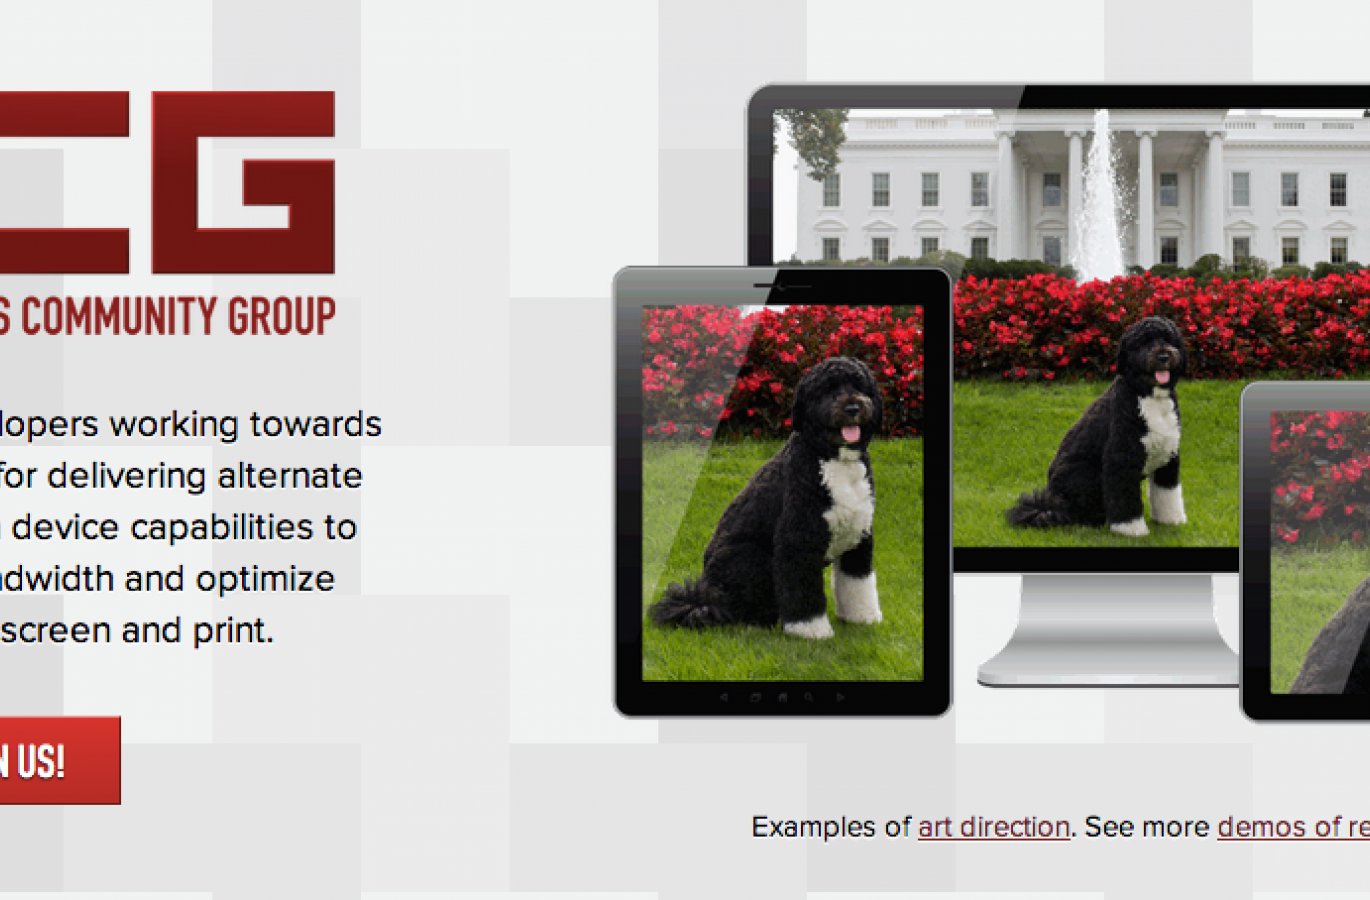 CG
S COMMUNITY GROUP
lopers working towards
for delivering alternate
device capabilities to
dwidth and optimize
screen and print.
N US!
Examples of art direction. See more demos of re